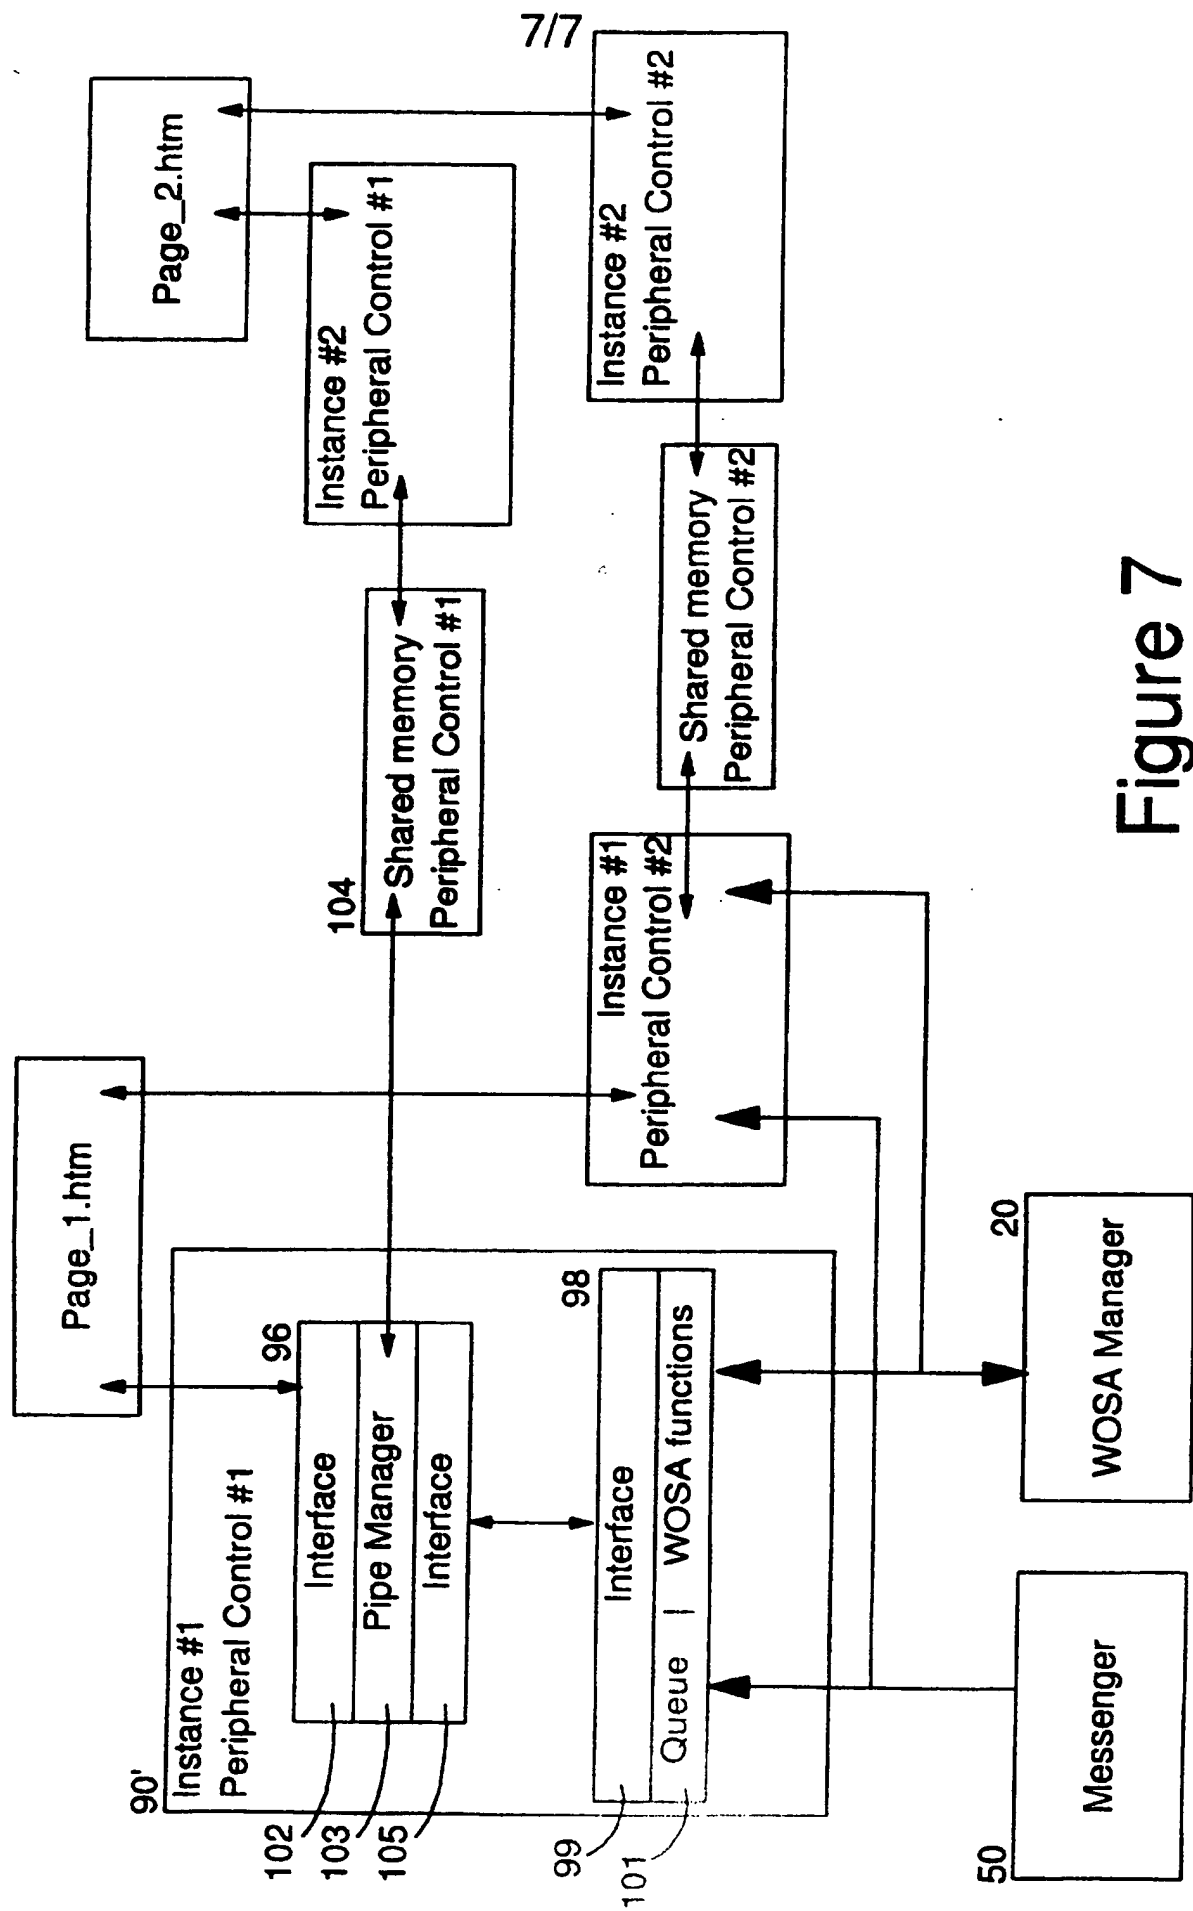 7/7
Page_1.htm
Page_2.htm
90'
Instance #1
Peripheral Control #1
96
Interface
Pipe Manager
Interface
102
103
105
104
Shared memory
Peripheral Control #1
Instance #2
Peripheral Control #1
98
Interface
Queue | WOSA functions
99
101
Instance #1
Peripheral Control #2
Shared memory
Peripheral Control #2
Instance #2
Peripheral Control #2
50
Messenger
20
WOSA Manager
Figure 7